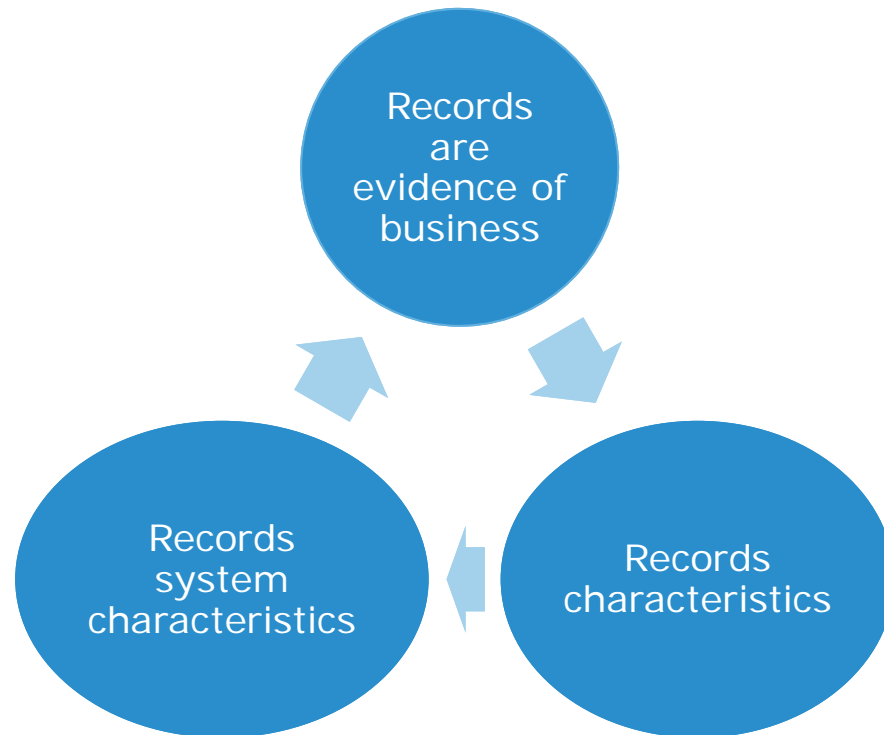 Records
are
evidence of
business
Records
system
characteristics
Records
characteristics